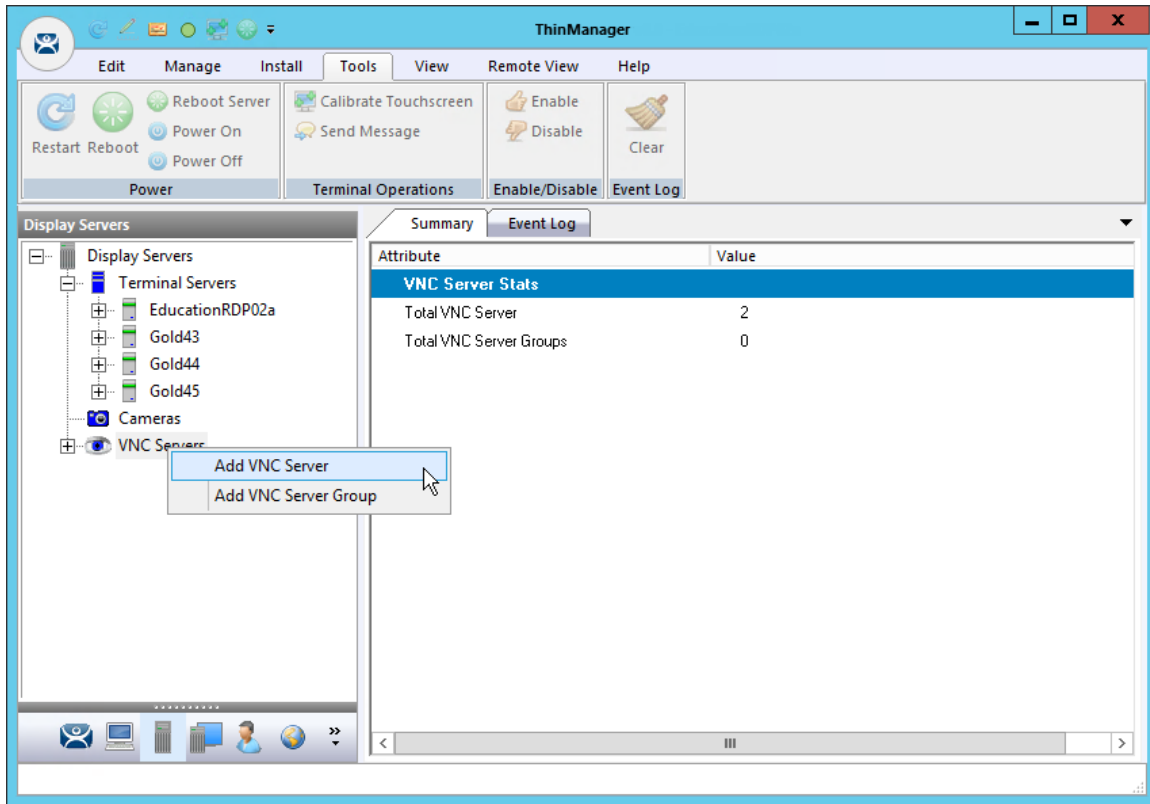 ThinManager
Edit Manage Install Tools View Remote View Help
Restart
Reboot
Reboot Server
Power On
Power Off
Power
Calibrate Touchscreen
Send Message
Terminal Operations
Enable
Disable
Enable/Disable
Clear
Event Log
Display Servers
Display Servers
Terminal Servers
EducationRDP02a
Gold43
Gold44
Gold45
Cameras
VNC Servers
Add VNC Server
Add VNC Server Group
Summary Event Log
Attribute Value
VNC Server Stats
Total VNC Server 2
Total VNC Server Groups 0